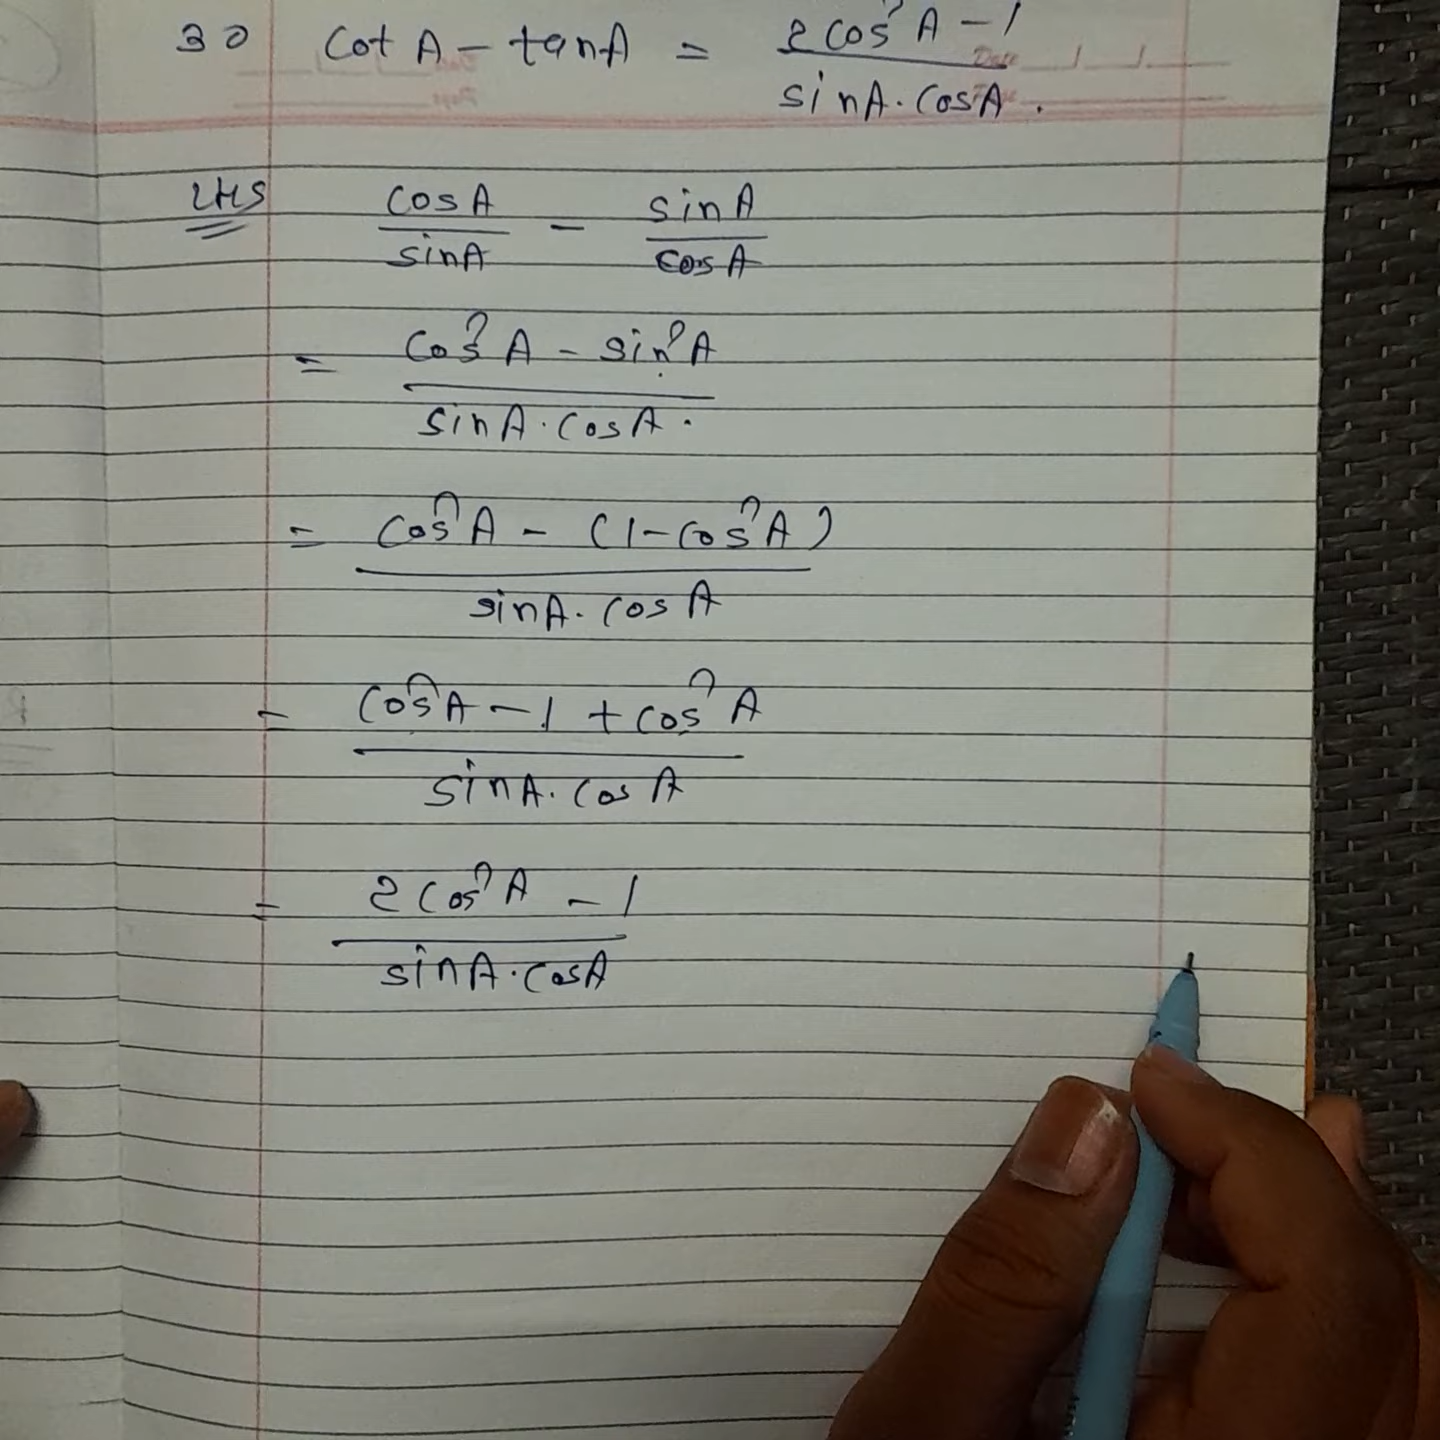 30 cot A - tan A = (2cos²A - 1)/(sinA.cosA.)
LHS cosA/sinA - sinA/cosA
= (cos²A - sin²A)/(sinA.cosA.)
= (cos²A - (1-cos²A))/(sinA.cosA)
= (cos²A - 1 + cos²A)/(sinA.cosA)
= (2cos²A - 1)/(sinA.cosA)